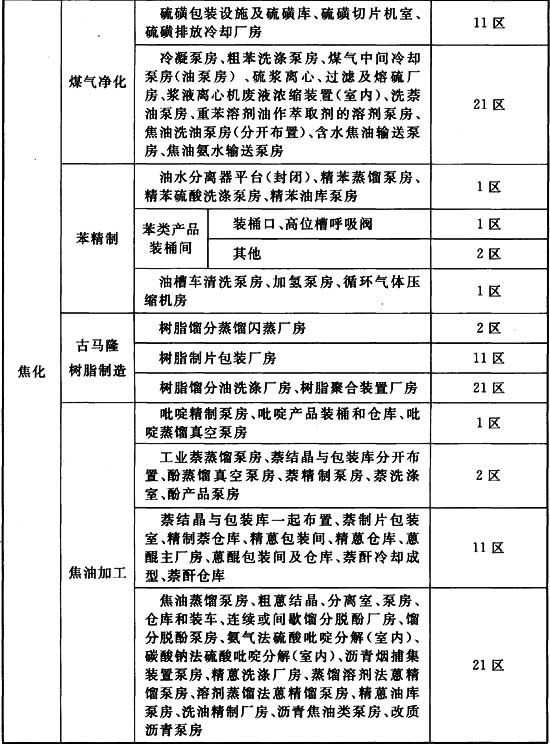 硫磺包装设施及硫磺库、硫磺切片机室、
硫磺排放冷却厂房
11区
煤气净化
冷凝泵房、粗苯洗涤泵房、煤气中间冷却
泵房(油泵房)、硫浆离心、过滤及熔硫厂
房、浆液离心机废液浓缩装置(室内)、洗萘
油泵房、重苯溶剂油作萃取剂的溶剂泵房、
焦油洗油泵房(分开布置)、含水焦油输送泵
房、焦油氨水输送泵房
21区
焦化
苯精制
油水分离器平台(封闭)、精苯蒸馏泵房、
精苯硫酸洗涤泵房、精苯油库泵房
1区
苯类产品
装桶间
装桶口、高位槽呼吸阀
1区
其他
2区
油槽车清洗泵房、加氢泵房、循环气体压
缩机房
1区
古马隆
树脂制造
树脂馏分蒸馏闪蒸厂房
2区
树脂制片包装厂房
11区
树脂馏分油洗涤厂房、树脂聚合装置厂房
21区
焦油加工
吡啶精制泵房、吡啶产品装桶和仓库、吡
啶蒸馏真空泵房
1区
工业萘蒸馏泵房、萘结晶与包装库分开布
置、酚蒸馏真空泵房、萘精制泵房、萘洗涤
室、酚产品泵房
2区
萘结晶与包装库一起布置、萘制片包装
室、精制萘仓库、精蒽包装间、精蒽仓库、蒽
醌主厂房、蒽醌包装间及仓库、萘酐冷却成
型、萘酐仓库
11区
焦油蒸馏泵房、粗蒽结晶、分离室、泵房、
仓库和装车、连续或间歇馏分脱酚厂房、馏
分脱酚泵房、氨气法硫酸吡啶分解(室内)、
碳酸钠法硫酸吡啶分解(室内)、沥青烟捕集
装置泵房、精蒽洗涤厂房、蒸馏溶剂法蒽精
馏泵房、溶剂蒸馏法蒽精馏泵房、精蒽油库
泵房、洗油精制厂房、沥青焦油类泵房、改质
沥青泵房
21区